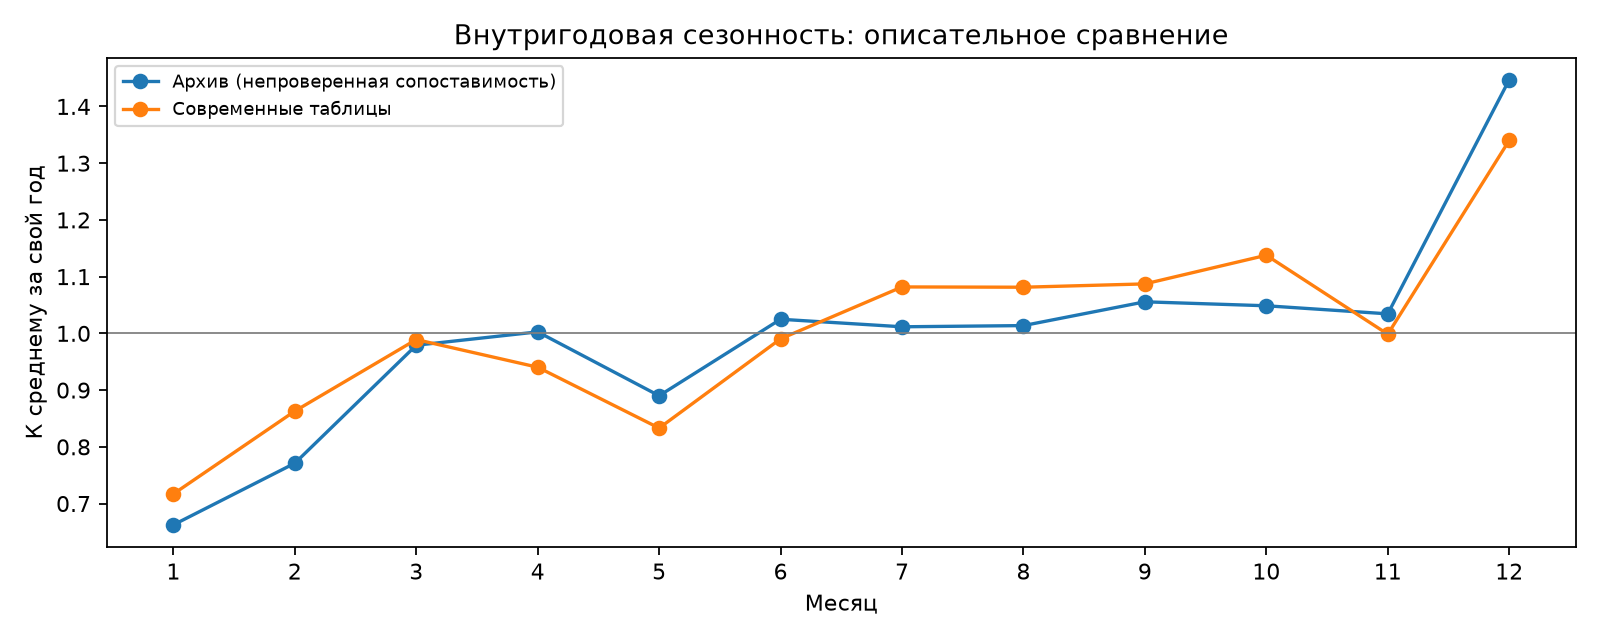 Внутригодовая сезонность: описательное сравнение
Архив (непроверенная сопоставимость)
Современные таблицы
К среднему за свой год
1.4
1.3
1.2
1.1
1.0
0.9
0.8
0.7
1 2 3 4 5 6 7 8 9 10 11 12
Месяц